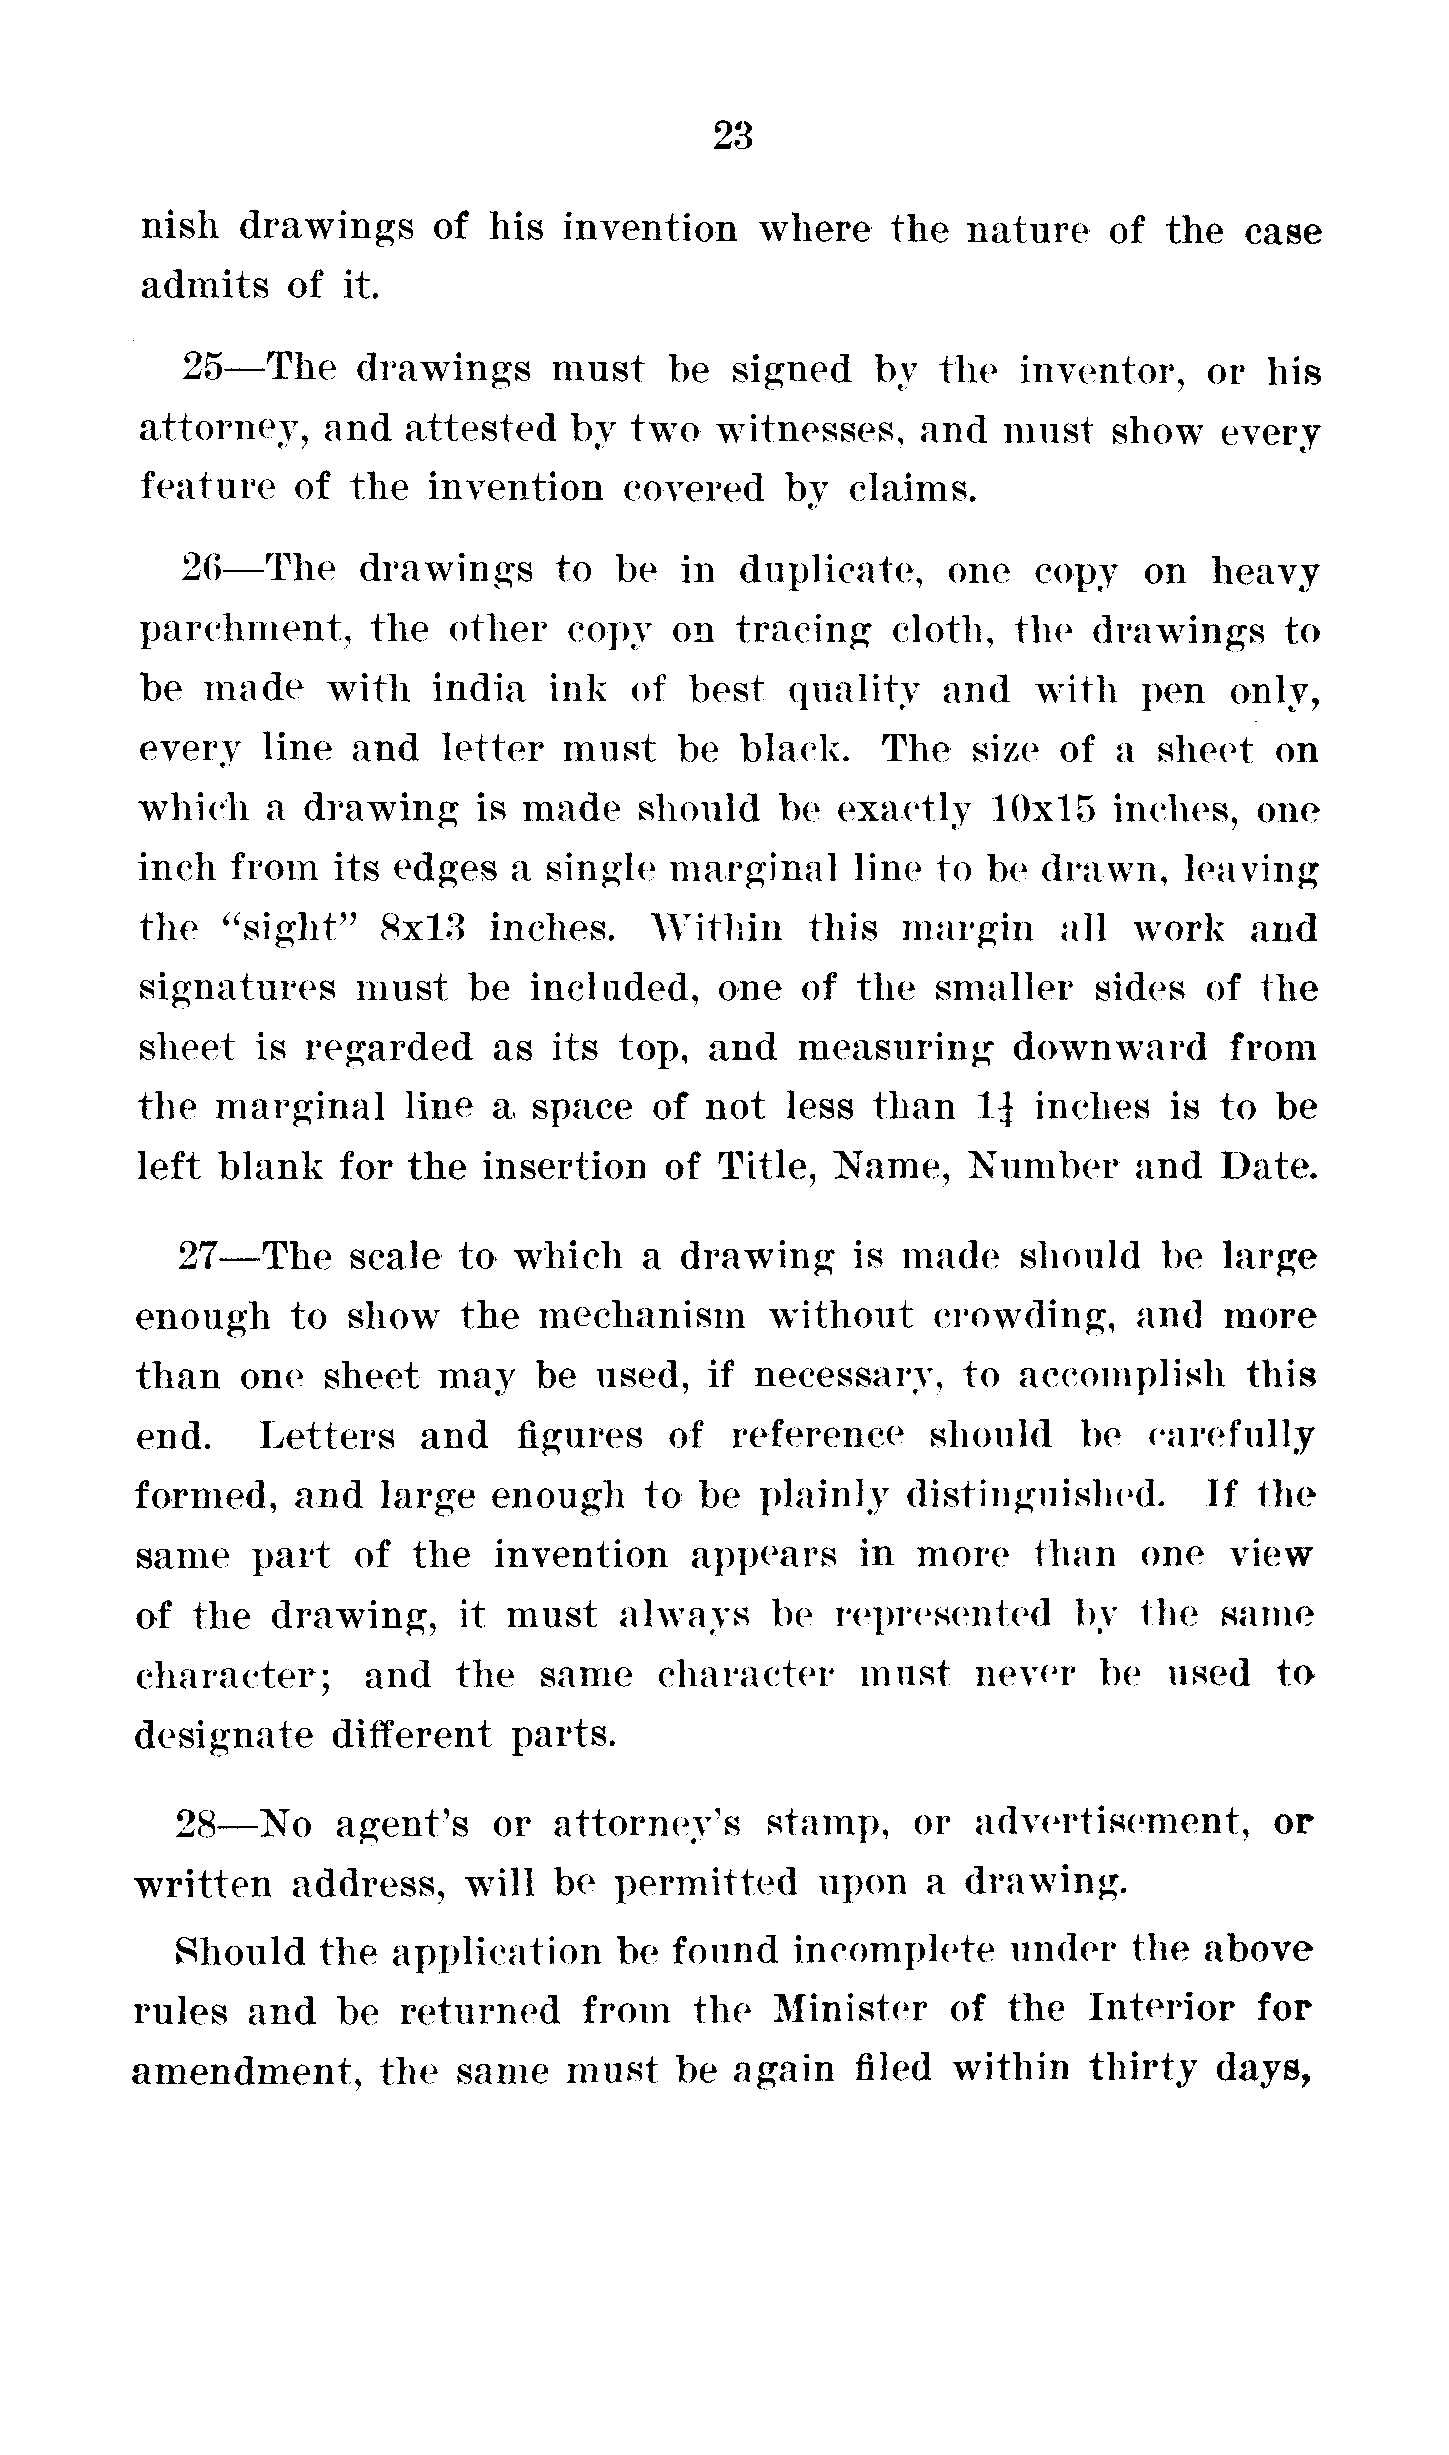 23
nish drawings of his invention where the nature of the case
admits of it.
25—The drawings must be signed by the inventor, or his
attorney, and attested by two witnesses, and must show every
feature of the invention covered by claims.
26—The drawings to be in duplicate, one copy on heavy
parchment, the other copy on tracing cloth, the drawings to
be made with india ink of best quality and with pen only,
every line and letter must be black. The size of a sheet on
which a drawing is made should be exactly 10x15 inches, one
inch from its edges a single marginal line to be drawn, leaving
the “sight” 8x13 inches. Within this margin all work and
signatures must be included, one of the smaller sides of the
sheet is regarded as its top, and measuring downward from
the marginal line a space of not less than 1¼ inches is to be
left blank for the insertion of Title, Name, Number and Date.
27—The scale to which a drawing is made should be large
enough to show the mechanism without crowding, and more
than one sheet may be used, if necessary, to accomplish this
end. Letters and figures of reference should be carefully
formed, and large enough to be plainly distinguished. If the
same part of the invention appears in more than one view
of the drawing, it must always be represented by the same
character; and the same character must never be used to
designate different parts.
28—No agent's or attorney's stamp, or advertisement, or
written address, will be permitted upon a drawing.
Should the application be found incomplete under the above
rules and be returned from the Minister of the Interior for
amendment, the same must be again filed within thirty days,